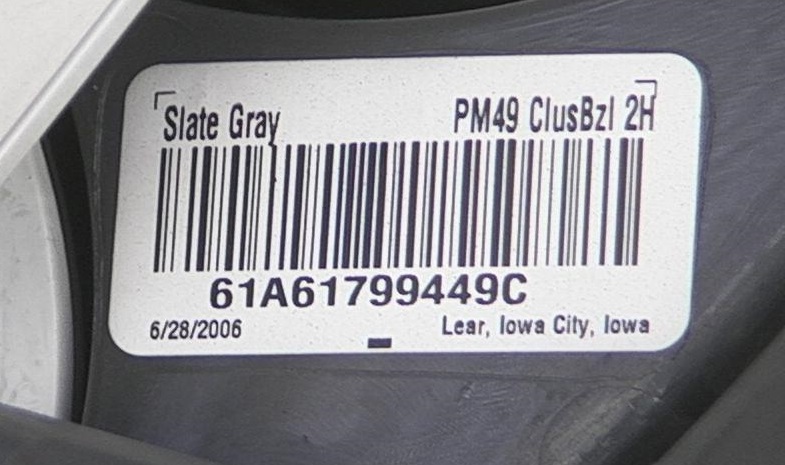 Slate Gray PM49 ClusBzl 2H
61A61799449C
6/28/2006 Lear, Iowa City, Iowa